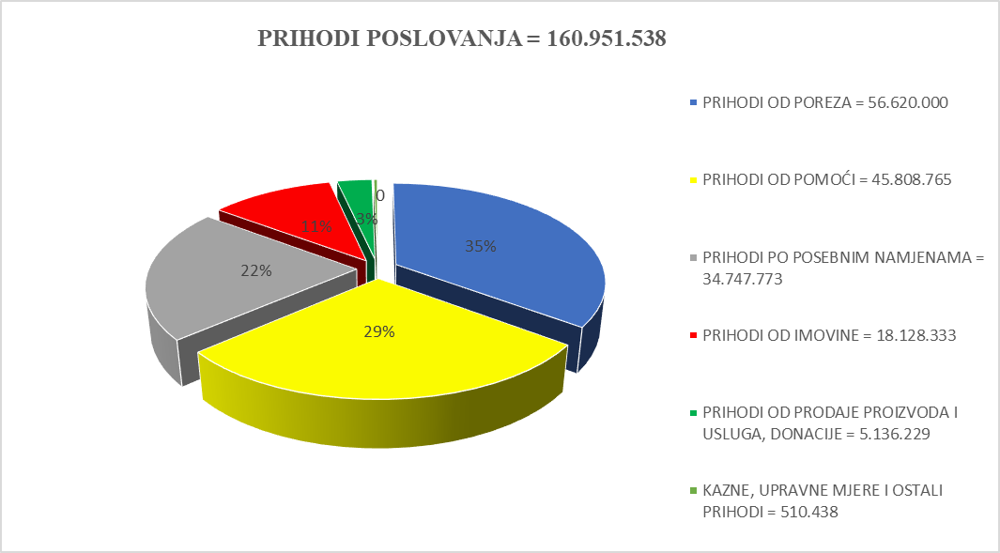 PRIHODI POSLOVANJA = 160.951.538
PRIHODI OD POREZA = 56.620.000
PRIHODI OD POMOĆI = 45.808.765
PRIHODI PO POSEBNIM NAMJENAMA =
34.747.773
PRIHODI OD IMOVINE = 18.128.333
PRIHODI OD PRODAJE PROIZVODA I
USLUGA, DONACIJE = 5.136.229
KAZNE, UPRAVNE MJERE I OSTALI
PRIHODI = 510.438
35%
29%
22%
11%
3%
0